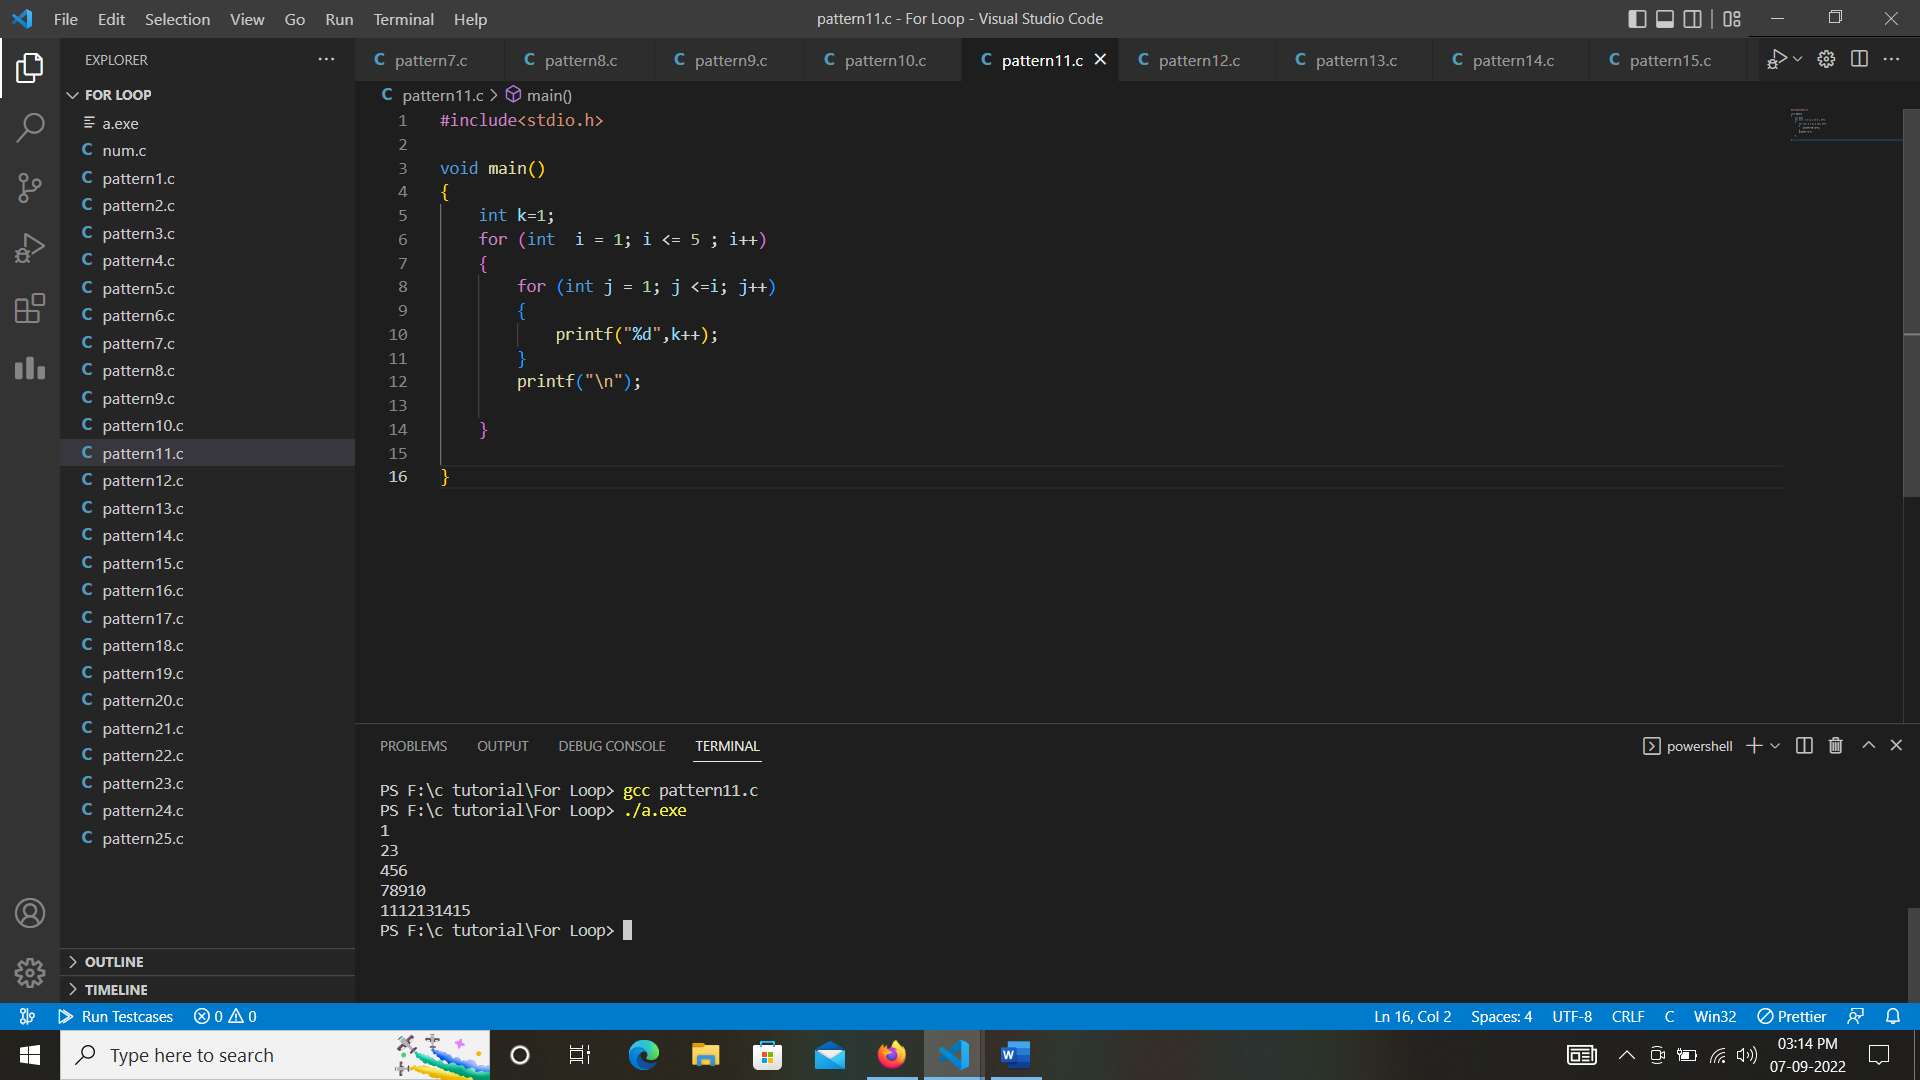 File Edit Selection View Go Run Terminal Help
pattern11.c - For Loop - Visual Studio Code
EXPLORER
FOR LOOP
a.exe
C num.c
C pattern1.c
C pattern2.c
C pattern3.c
C pattern4.c
C pattern5.c
C pattern6.c
C pattern7.c
C pattern8.c
C pattern9.c
C pattern10.c
C pattern11.c
C pattern12.c
C pattern13.c
C pattern14.c
C pattern15.c
C pattern16.c
C pattern17.c
C pattern18.c
C pattern19.c
C pattern20.c
C pattern21.c
C pattern22.c
C pattern23.c
C pattern24.c
C pattern25.c
OUTLINE
TIMELINE
C pattern7.c C pattern8.c C pattern9.c C pattern10.c C pattern11.c C pattern12.c C pattern13.c C pattern14.c C pattern15.c
C pattern11.c > main()
1 #include<stdio.h>
2
3 void main()
4 {
5 int k=1;
6 for (int  i = 1; i <= 5 ; i++)
7 {
8 for (int j = 1; j <=i; j++)
9 {
10 printf("%d",k++);
11 }
12 printf("\n");
13
14 }
15
16 }
PROBLEMS OUTPUT DEBUG CONSOLE TERMINAL
powershell
PS F:\c tutorial\For Loop> gcc pattern11.c
PS F:\c tutorial\For Loop> ./a.exe
1
23
456
78910
1112131415
PS F:\c tutorial\For Loop>
Run Testcases 0 0
Ln 16, Col 2 Spaces: 4 UTF-8 CRLF C Win32 Prettier
Type here to search
W
03:14 PM
07-09-2022